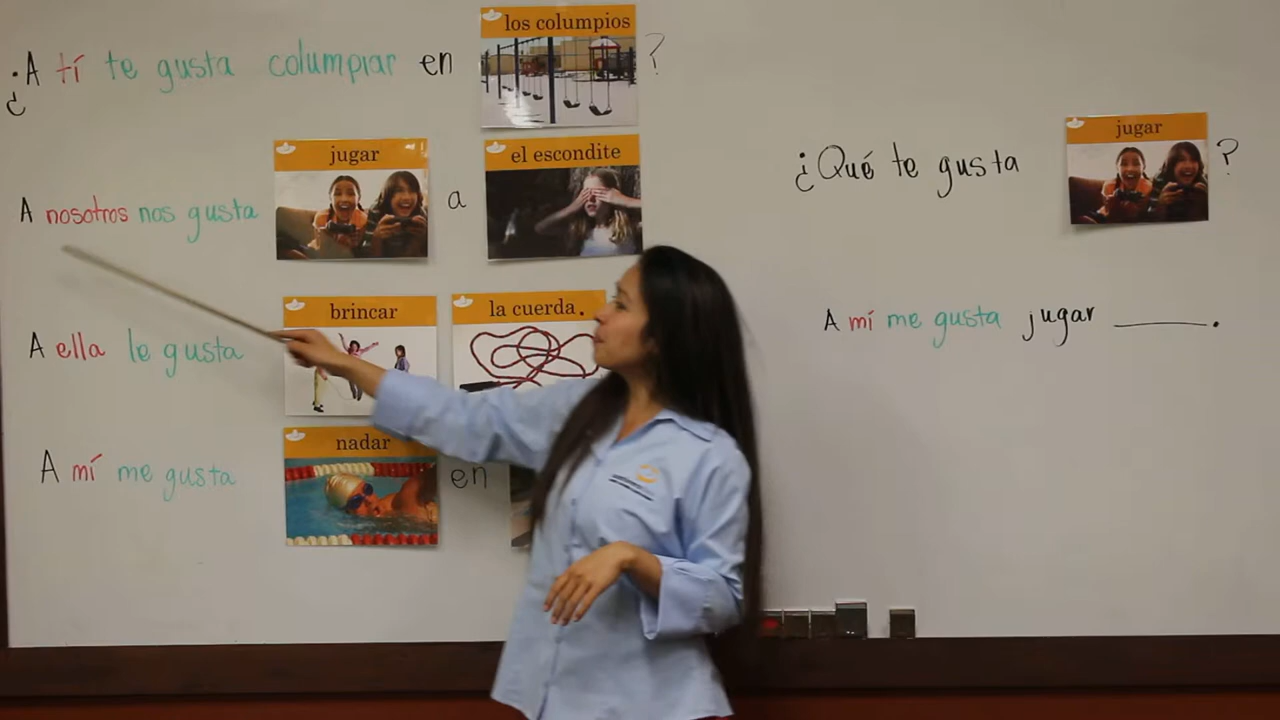 ¿A tí te gusta columpiar en los columpios?
A nosotros nos gusta jugar a el escondite
A ella le gusta brincar la cuerda.
A mí me gusta nadar en
¿Qué te gusta jugar?
A mí me gusta jugar ______.